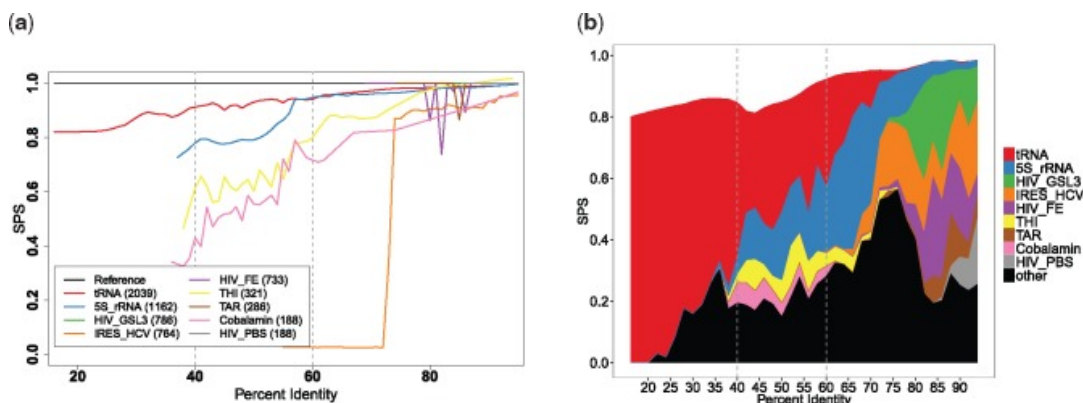 (a)
(b)
SPS
1.0
0.8
0.6
0.4
0.2
0.0
Reference
tRNA (2039)
5S_rRNA (1162)
HIV_GSL3 (786)
IRES_HCV (764)
HIV_FE (733)
THI (321)
TAR (286)
Cobalamin (188)
HIV_PBS (188)
20
40
60
80
Percent Identity
SPS
1.0
0.8
0.6
0.4
0.2
0.0
20 25 30 35 40 45 50 55 60 65 70 75 80 85 90
Percent Identity
tRNA
5S_rRNA
HIV_GSL3
IRES_HCV
HIV_FE
THI
TAR
Cobalamin
HIV_PBS
other